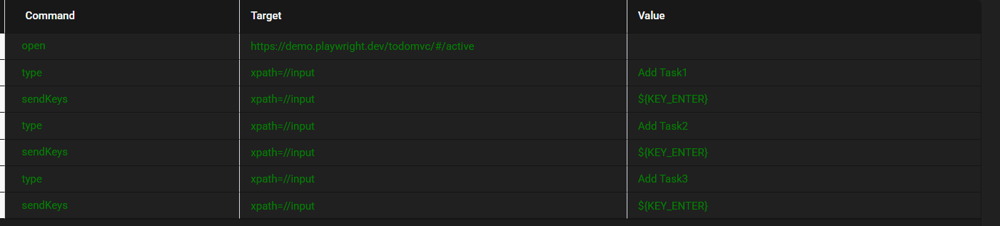 Command Target Value
open https://demo.playwright.dev/todomvc/#/active
type xpath=//input Add Task1
sendKeys xpath=//input ${KEY_ENTER}
type xpath=//input Add Task2
sendKeys xpath=//input ${KEY_ENTER}
type xpath=//input Add Task3
sendKeys xpath=//input ${KEY_ENTER}